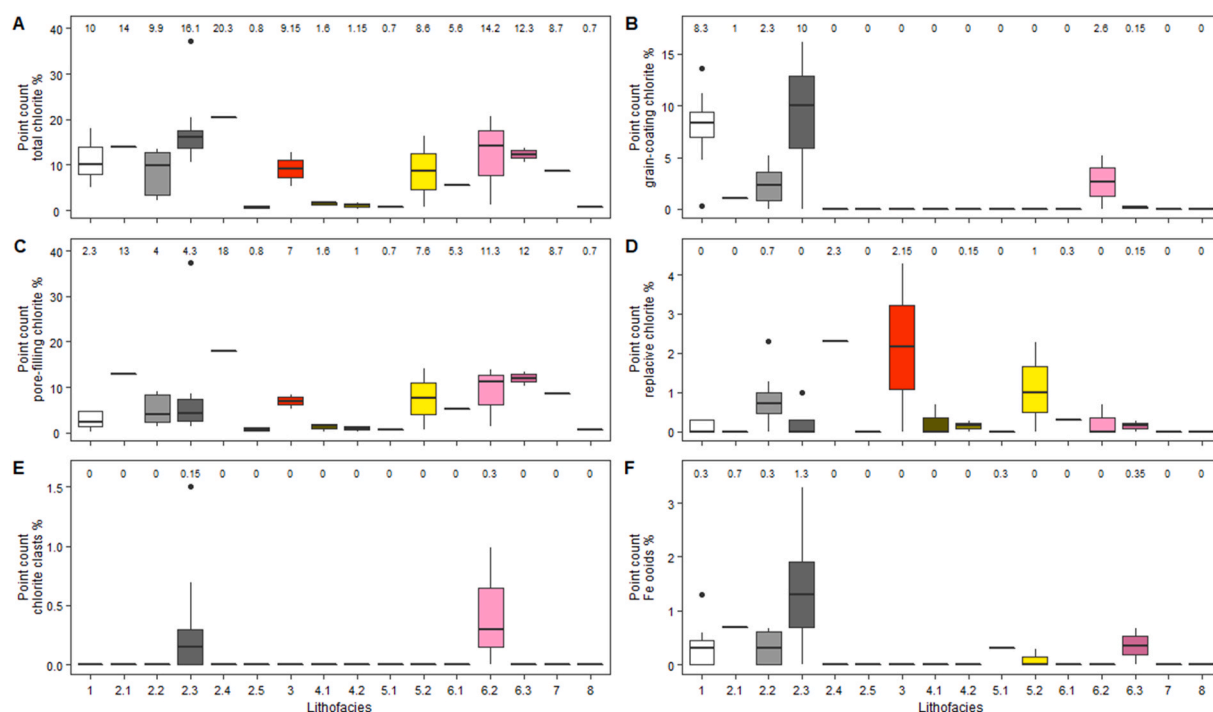 A
Point count
total chlorite %
40
30
20
10
0
10 14 9.9 16.1 20.3 0.8 9.15 1.6 1.15 0.7 8.6 5.6 14.2 12.3 8.7 0.7
B
Point count
grain-coating chlorite %
15
10
5
0
8.3 1 2.3 10 0 0 0 0 0 0 0 0 2.6 0.15 0 0
C
Point count
pore-filling chlorite %
40
30
20
10
0
2.3 13 4 4.3 18 0.8 7 1.6 1 0.7 7.6 5.3 11.3 12 8.7 0.7
D
Point count
replacive chlorite %
4
3
2
1
0
0 0 0.7 0 2.3 0 2.15 0 0.15 0 1 0.3 0 0.15 0 0
E
Point count
chlorite clasts %
1.5
1.0
0.5
0.0
0 0 0 0.15 0 0 0 0 0 0 0 0 0.3 0 0 0
1 2.1 2.2 2.3 2.4 2.5 3 4.1 4.2 5.1 5.2 6.1 6.2 6.3 7 8
Lithofacies
F
Point count
Fe ooids %
3
2
1
0
0.3 0.7 0.3 1.3 0 0 0 0 0 0.3 0 0 0 0.35 0 0
1 2.1 2.2 2.3 2.4 2.5 3 4.1 4.2 5.1 5.2 6.1 6.2 6.3 7 8
Lithofacies